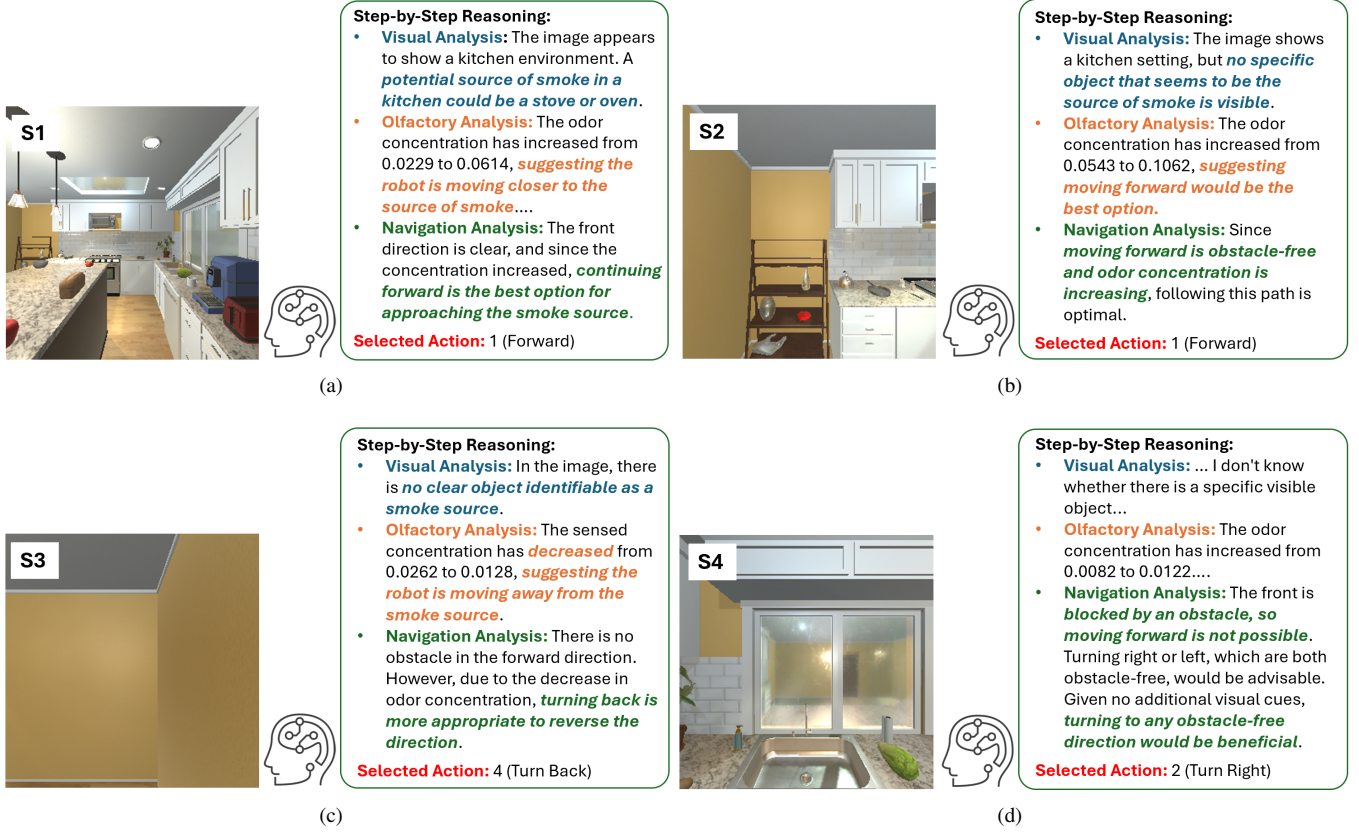 S1
Step-by-Step Reasoning:
• Visual Analysis: The image appears
to show a kitchen environment. A
potential source of smoke in a
kitchen could be a stove or oven.
• Olfactory Analysis: The odor
concentration has increased from
0.0229 to 0.0614, suggesting the
robot is moving closer to the
source of smoke....
• Navigation Analysis: The front
direction is clear, and since the
concentration increased, continuing
forward is the best option for
approaching the smoke source.
Selected Action: 1 (Forward)
(a)
S2
Step-by-Step Reasoning:
• Visual Analysis: The image shows
a kitchen setting, but no specific
object that seems to be the
source of smoke is visible.
• Olfactory Analysis: The odor
concentration has increased from
0.0543 to 0.1062, suggesting
moving forward would be the
best option.
• Navigation Analysis: Since
moving forward is obstacle-free
and odor concentration is
increasing, following this path is
optimal.
Selected Action: 1 (Forward)
(b)
S3
Step-by-Step Reasoning:
• Visual Analysis: In the image, there
is no clear object identifiable as a
smoke source.
• Olfactory Analysis: The sensed
concentration has decreased from
0.0262 to 0.0128, suggesting the
robot is moving away from the
smoke source.
• Navigation Analysis: There is no
obstacle in the forward direction.
However, due to the decrease in
odor concentration, turning back is
more appropriate to reverse the
direction.
Selected Action: 4 (Turn Back)
(c)
S4
Step-by-Step Reasoning:
• Visual Analysis: ... I don't know
whether there is a specific visible
object...
• Olfactory Analysis: The odor
concentration has increased from
0.0082 to 0.0122....
• Navigation Analysis: The front is
blocked by an obstacle, so
moving forward is not possible.
Turning right or left, which are both
obstacle-free, would be advisable.
Given no additional visual cues,
turning to any obstacle-free
direction would be beneficial.
Selected Action: 2 (Turn Right)
(d)